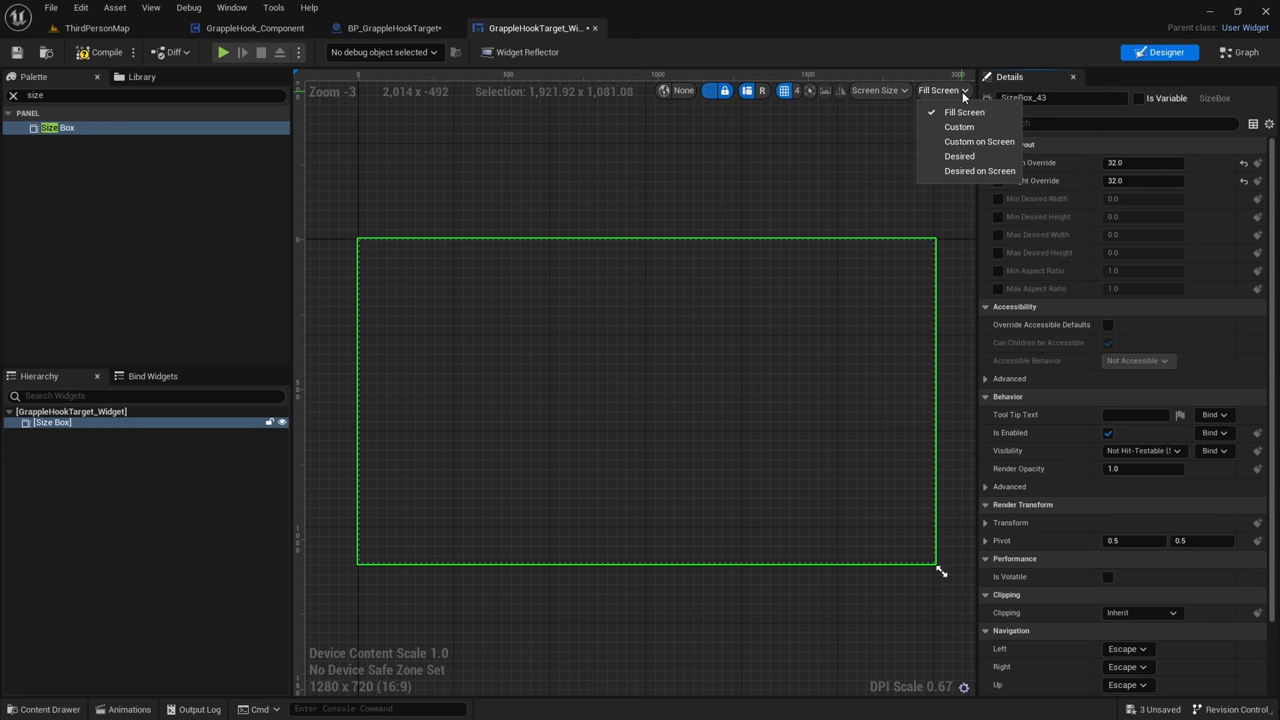 File Edit Asset View Debug Window Tools Help
ThirdPersonMap GrappleHook_Component BP_GrappleHookTarget* GrappleHookTarget_Wi... • Parent class: User Widget
Compile Diff No debug object selected Widget Reflector Designer Graph
Palette Library
size
PANEL
Size Box
Hierarchy Bind Widgets
Search Widgets
[GrappleHookTarget_Widget]
[Size Box]
0 500 1000 1500 2000
Zoom -3 2,014 x -492 Selection: 1,921.92 x 1,081.08 None R 4 Screen Size Fill Screen
Fill Screen
Custom
Custom on Screen
Desired
Desired on Screen
0
500
1000
Device Content Scale 1.0
No Device Safe Zone Set
1280 x 720 (16:9) DPI Scale 0.67
Details
SizeBox_43 Is Variable SizeBox
Override 32.0
Override 32.0
Min Desired Width 0.0
Min Desired Height 0.0
Max Desired Width 0.0
Max Desired Height 0.0
Min Aspect Ratio 1.0
Max Aspect Ratio 1.0
Accessibility
Override Accessible Defaults
Can Children be Accessible
Accessible Behavior Not Accessible
Advanced
Behavior
Tool Tip Text Bind
Is Enabled Bind
Visibility Not Hit-Testable ( Bind
Render Opacity 1.0
Advanced
Render Transform
Transform
Pivot 0.5 0.5
Performance
Is Volatile
Clipping
Clipping Inherit
Navigation
Left Escape
Right Escape
Up Escape
Content Drawer Animations Output Log Cmd Enter Console Command 3 Unsaved Revision Control